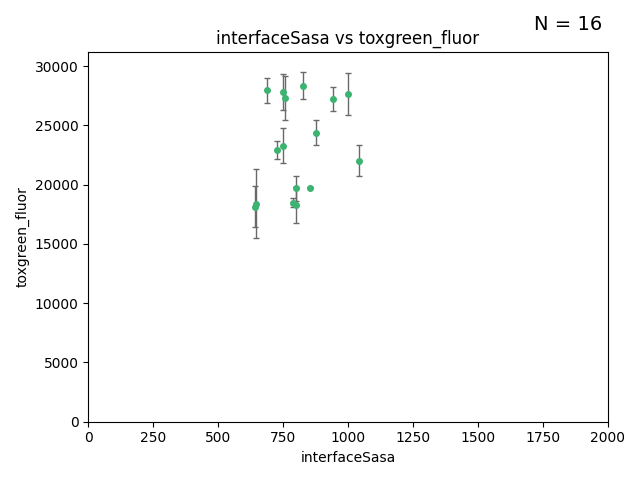 N = 16
interfaceSasa vs toxgreen_fluor
30000
25000
20000
15000
10000
5000
0
toxgreen_fluor
0 250 500 750 1000 1250 1500 1750 2000
interfaceSasa